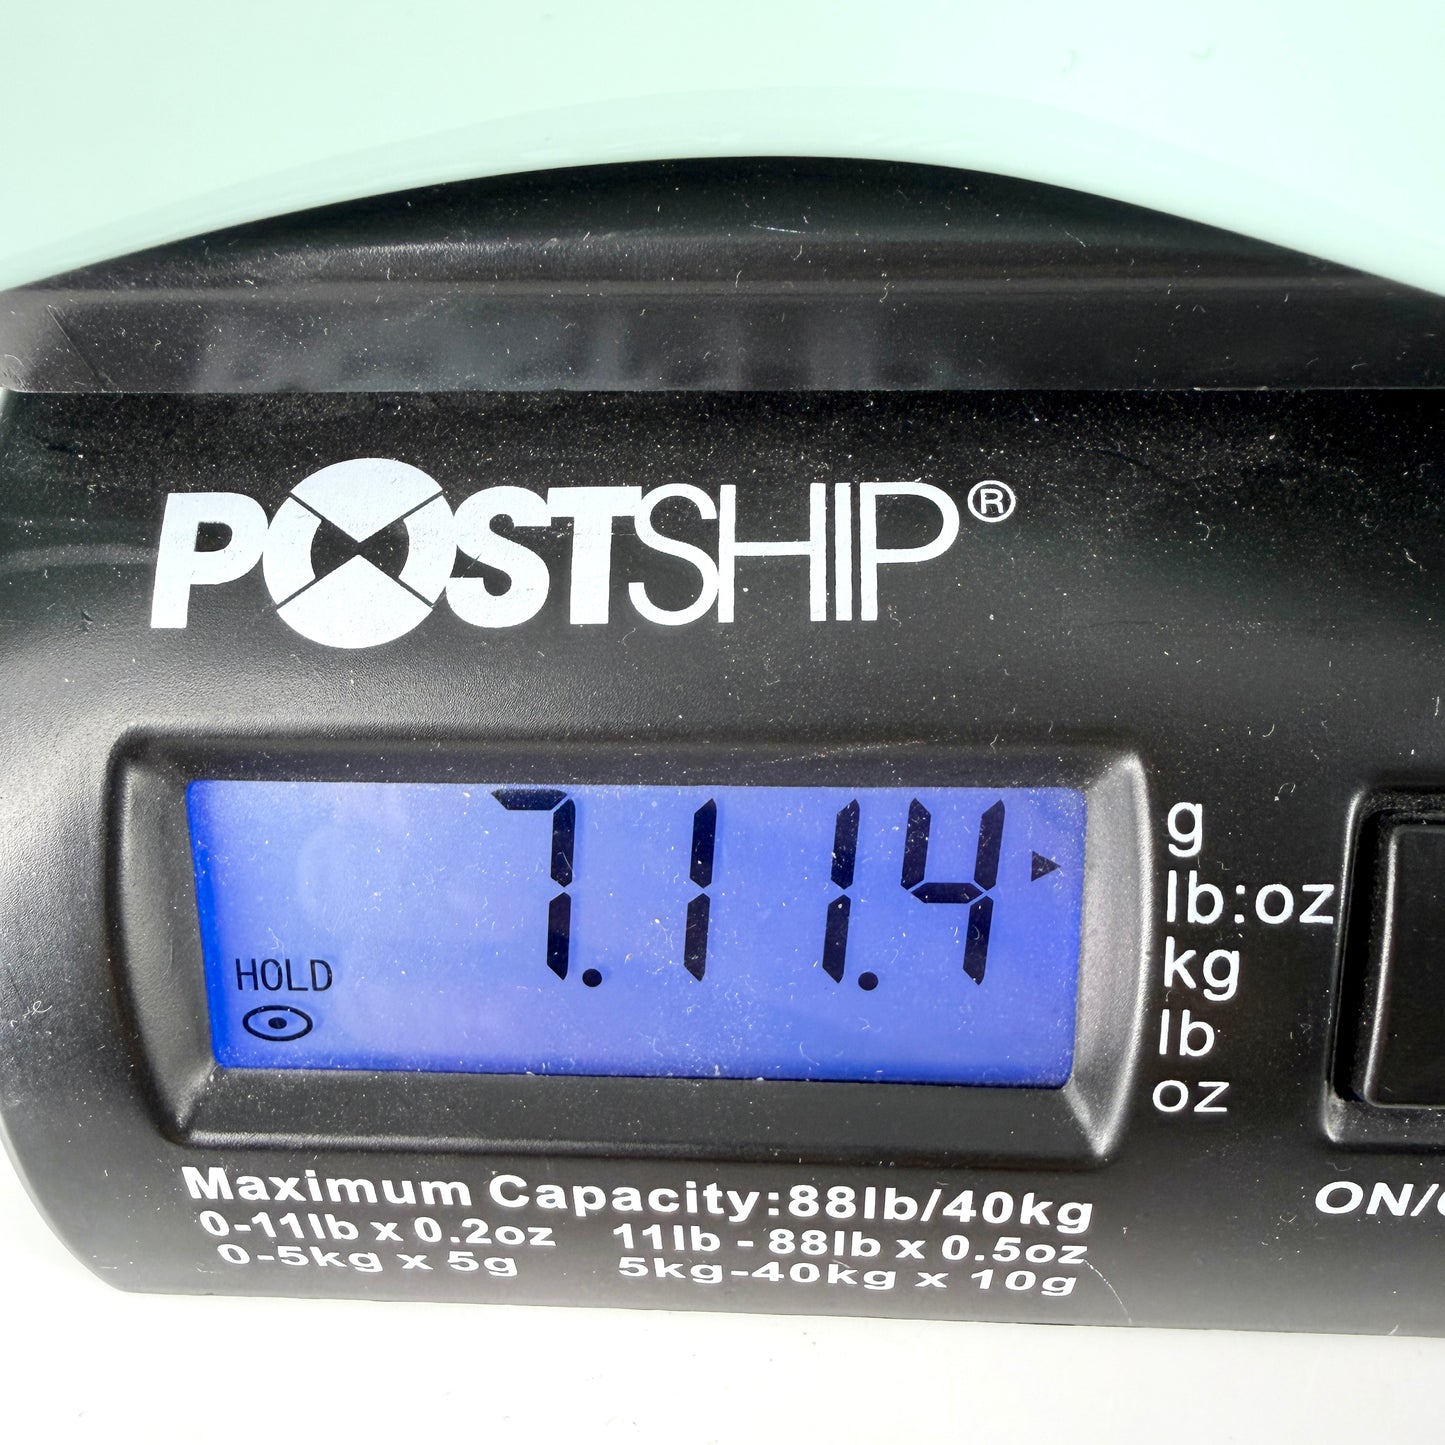 POSTSHIP®
7.11.4
HOLD
g
lb:oz
kg
lb
oz
Maximum Capacity:88lb/40kg
0-11lb x 0.2oz 11lb - 88lb x 0.5oz
0-5kg x 5g 5kg-40kg x 10g
ON/